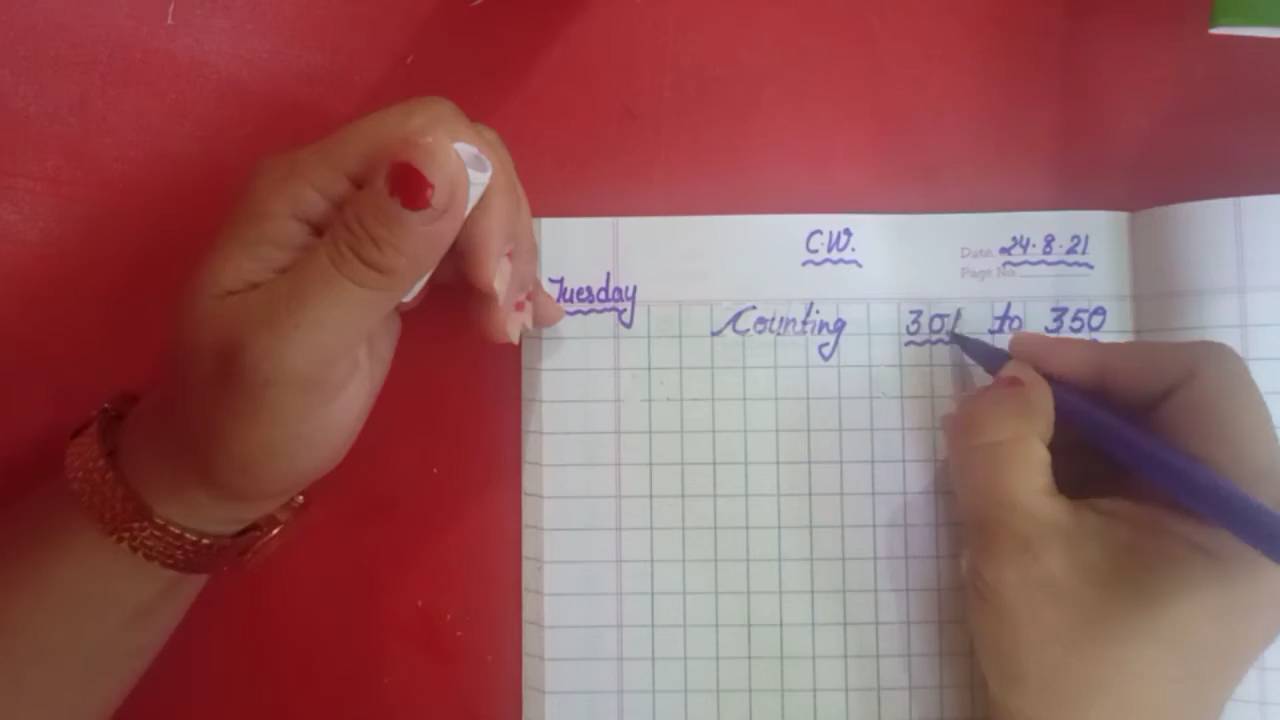 C.W.
Date 24.8.21
Page No.
Tuesday
Counting 301 to 350